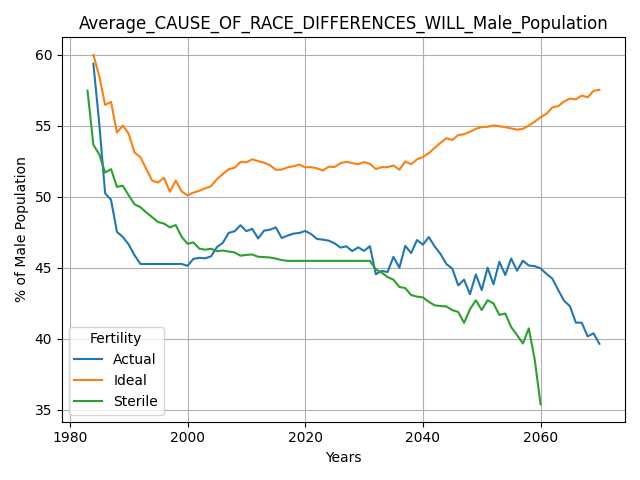 Average_CAUSE_OF_RACE_DIFFERENCES_WILL_Male_Population
% of Male Population
60
55
50
45
40
35
Fertility
Actual
Ideal
Sterile
1980
2000
2020
2040
2060
Years